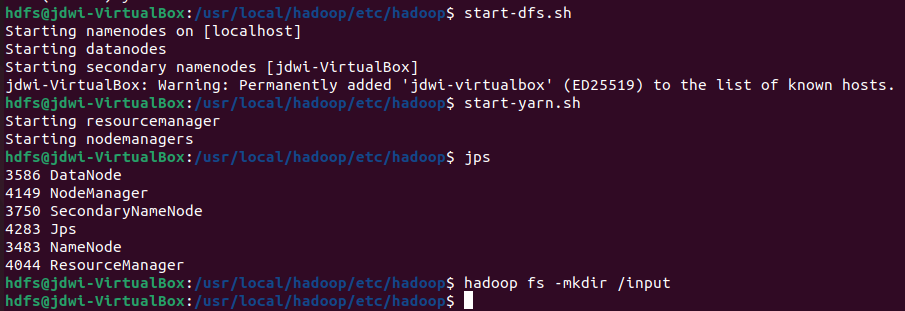 hdfs@jdwi-VirtualBox:/usr/local/hadoop/etc/hadoop$ start-dfs.sh
Starting namenodes on [localhost]
Starting datanodes
Starting secondary namenodes [jdwi-VirtualBox]
jdwi-VirtualBox: Warning: Permanently added 'jdwi-virtualbox' (ED25519) to the list of known hosts.
hdfs@jdwi-VirtualBox:/usr/local/hadoop/etc/hadoop$ start-yarn.sh
Starting resourcemanager
Starting nodemanagers
hdfs@jdwi-VirtualBox:/usr/local/hadoop/etc/hadoop$ jps
3586 DataNode
4149 NodeManager
3750 SecondaryNameNode
4283 Jps
3483 NameNode
4044 ResourceManager
hdfs@jdwi-VirtualBox:/usr/local/hadoop/etc/hadoop$ hadoop fs -mkdir /input
hdfs@jdwi-VirtualBox:/usr/local/hadoop/etc/hadoop$